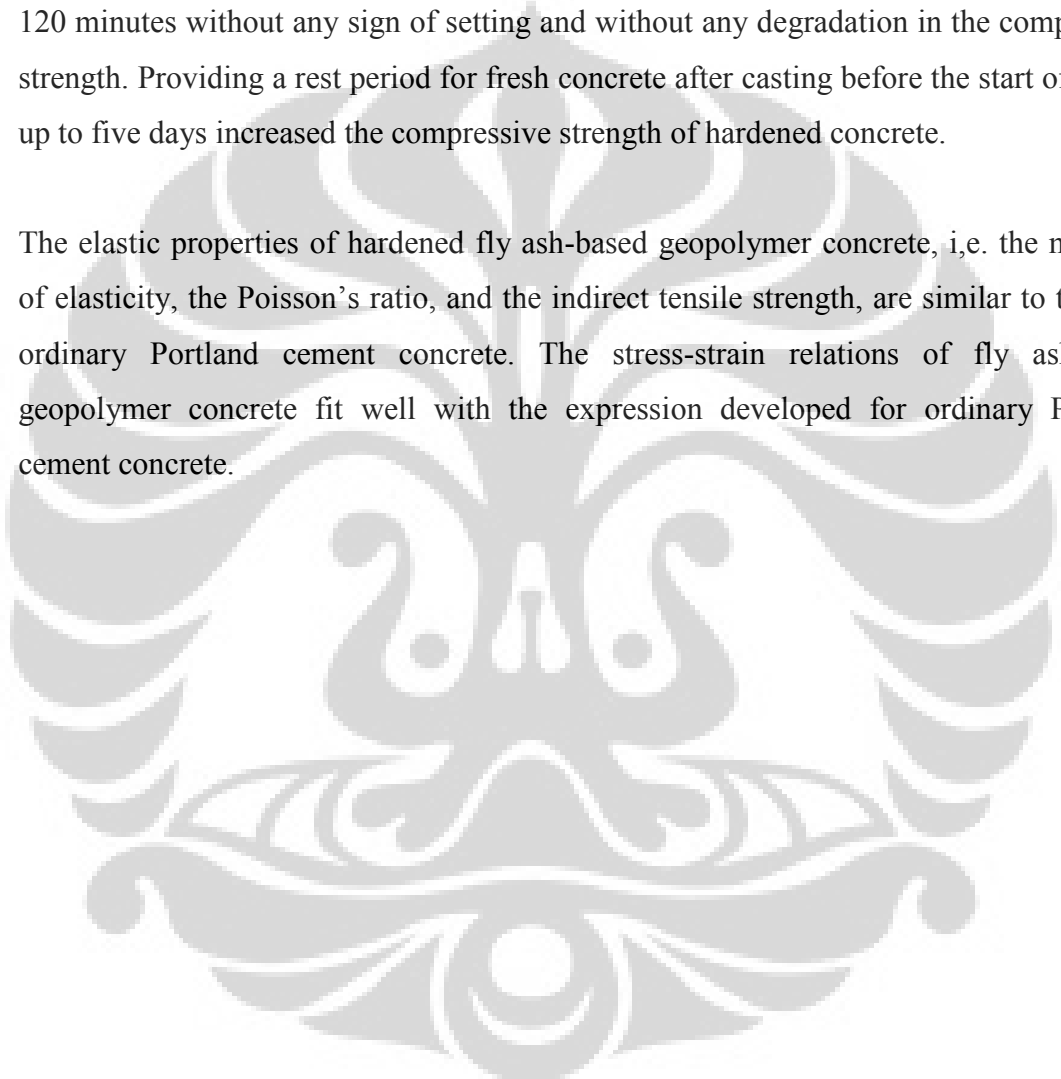 120 minutes without any sign of setting and without any degradation in the
strength. Providing a rest period for fresh concrete after casting before the start
up to five days increased the compressive strength of hardened concrete.
The elastic properties of hardened fly ash-based geopolymer concrete, i,e. the
of elasticity, the Poisson’s ratio, and the indirect tensile strength, are similar to
ordinary Portland cement concrete. The stress-strain relations of fly
geopolymer concrete fit well with the expression developed for ordinary
cement concrete.